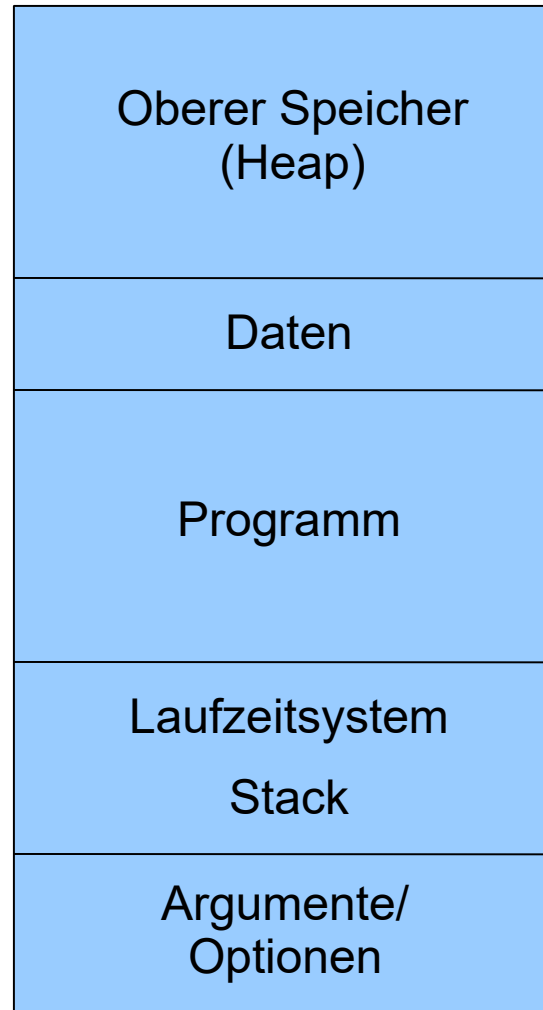 Oberer Speicher
(Heap)
Daten
Programm
Laufzeitsystem
Stack
Argumente/
Optionen